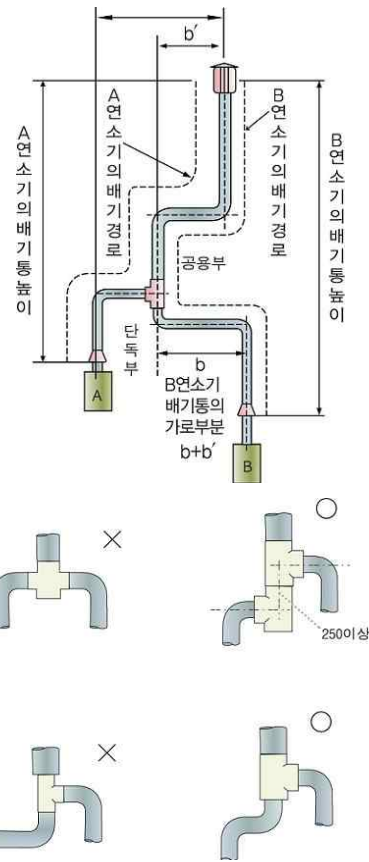 b′
A연소기의배기통높이
A연소기의배기경로
B연소기의배기경로
B연소기의배기통높이
공용부
단독부
b
B연소기
배기통의
가로부분
b+b′
A
B
×
○
250이상
×
○